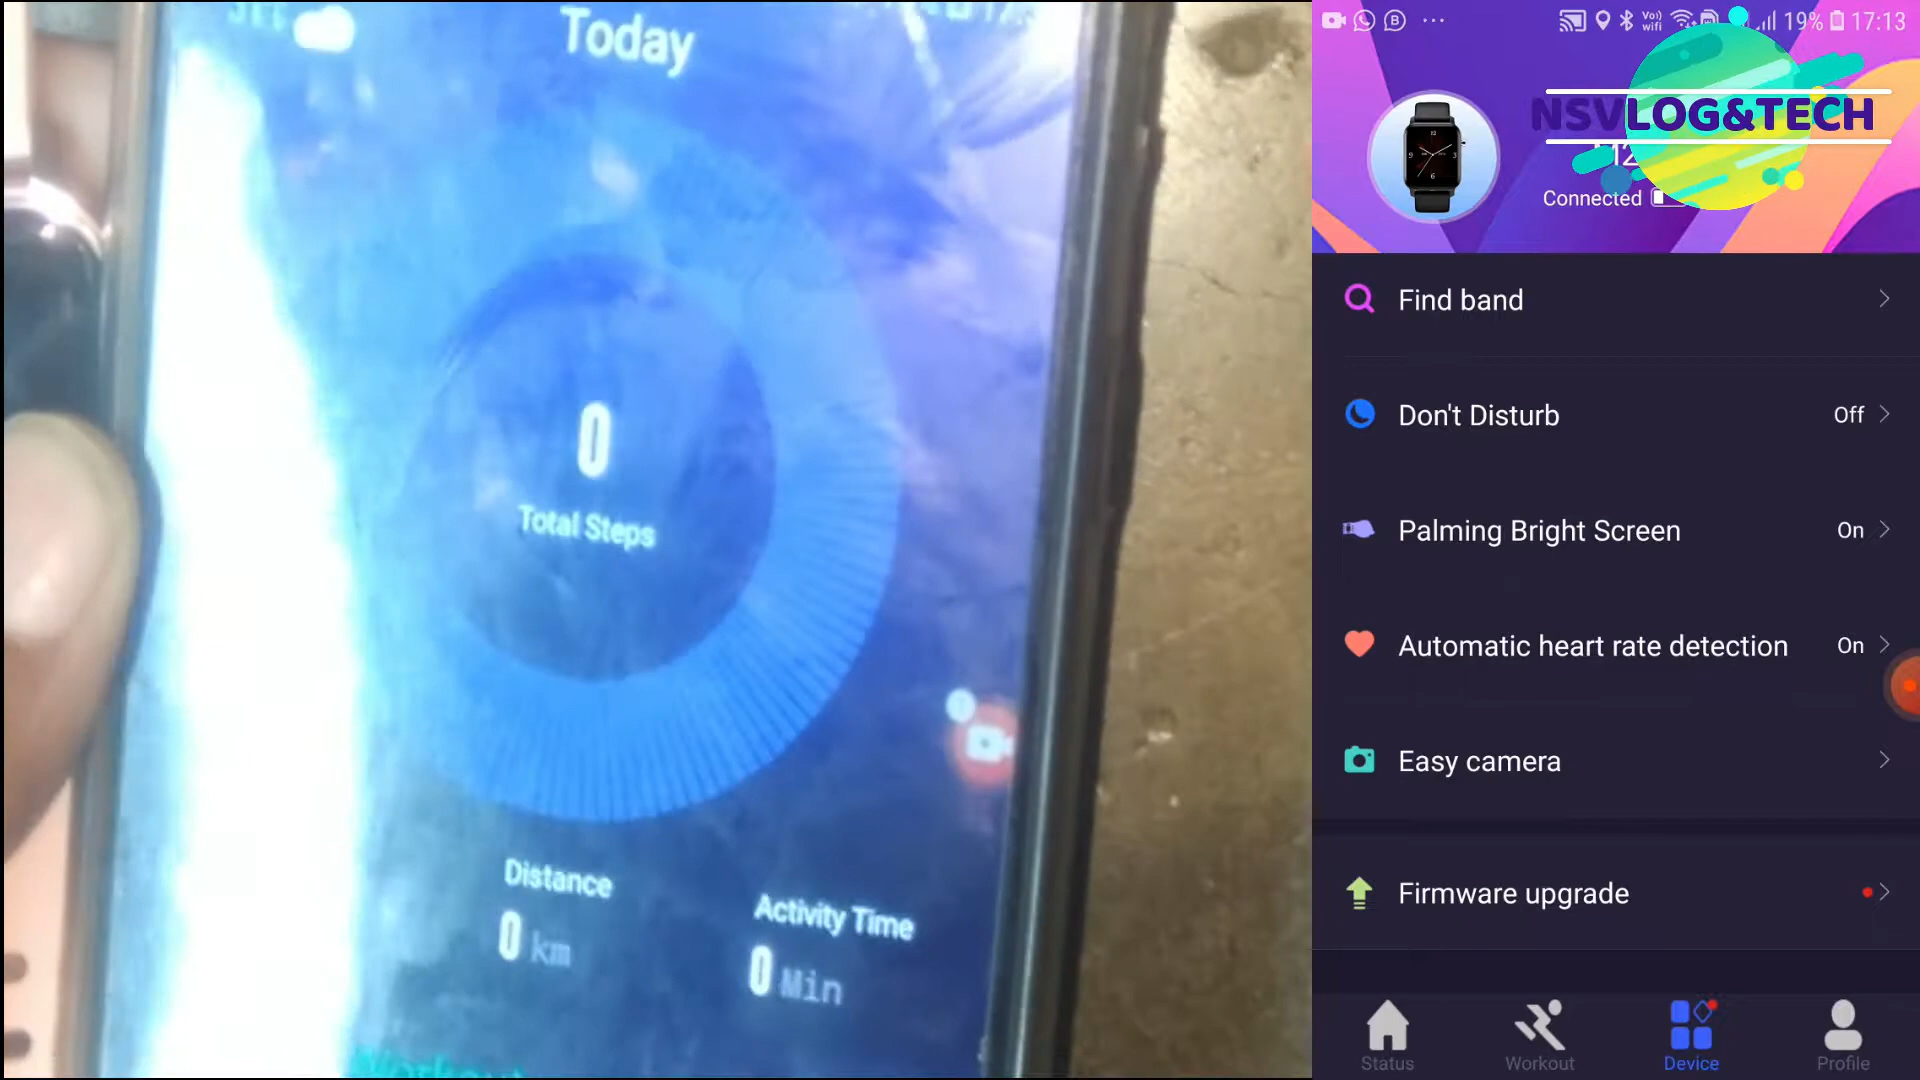 Today
0
Total Steps
Distance
0 km
Activity Time
0 Min
Workout
19% 17:13
NSVLOG&TECH
Connected
Find band
Don't Disturb Off
Palming Bright Screen On
Automatic heart rate detection On
Easy camera
Firmware upgrade
Status Workout Device Profile